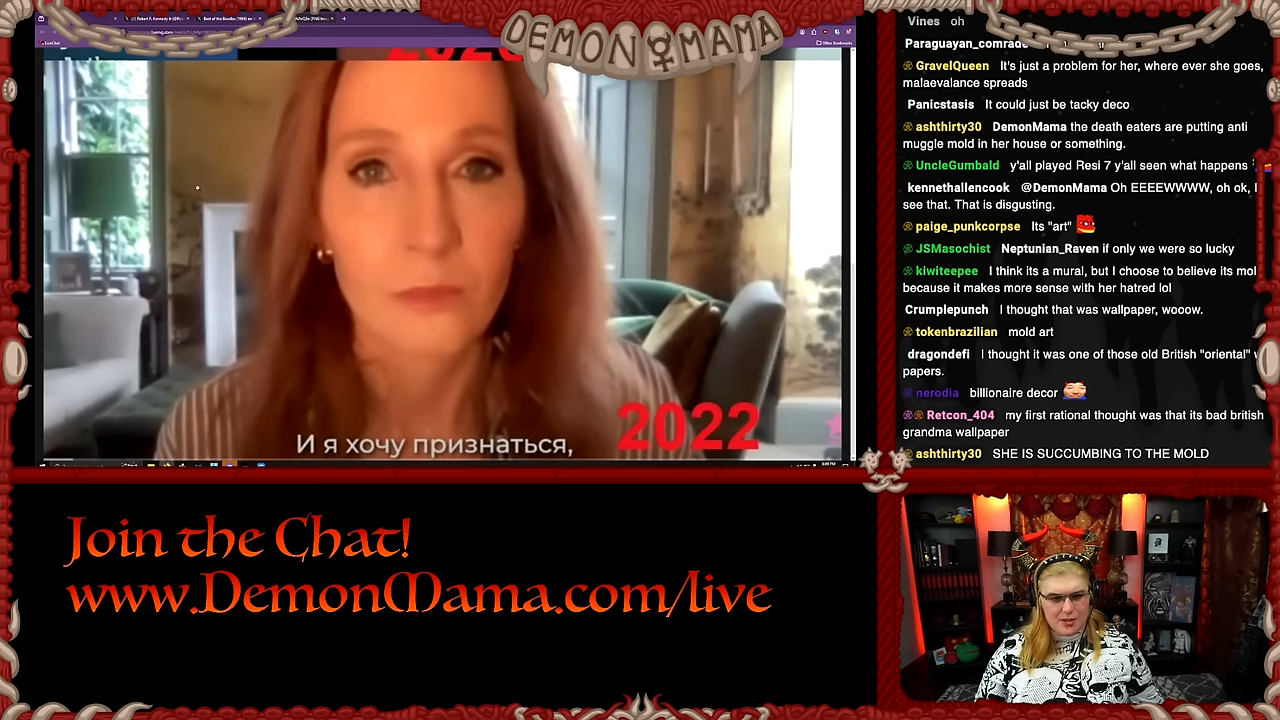 DEMON MAMA
2022
И я хочу признаться,
Join the Chat!
www.DemonMama.com/live
Vines oh
Paraguayan_comrade
GravelQueen It's just a problem for her, where ever she goes,
malaevalance spreads
Panicstasis It could just be tacky deco
ashthirty30 DemonMama the death eaters are putting anti
muggle mold in her house or something.
UncleGumbald y'all played Resi 7 y'all seen what happens
kennethallencook @DemonMama Oh EEEEWWWW, oh ok, I
see that. That is disgusting.
paige_punkcorpse Its "art"
JSMasochist Neptunian_Raven if only we were so lucky
kiwiteepee I think its a mural, but I choose to believe its mol
because it makes more sense with her hatred lol
Crumplepunch I thought that was wallpaper, wooow.
tokenbrazilian mold art
dragondefi I thought it was one of those old British "oriental"
papers.
nerodia billionaire decor
Retcon_404 my first rational thought was that its bad british
grandma wallpaper
ashthirty30 SHE IS SUCCUMBING TO THE MOLD